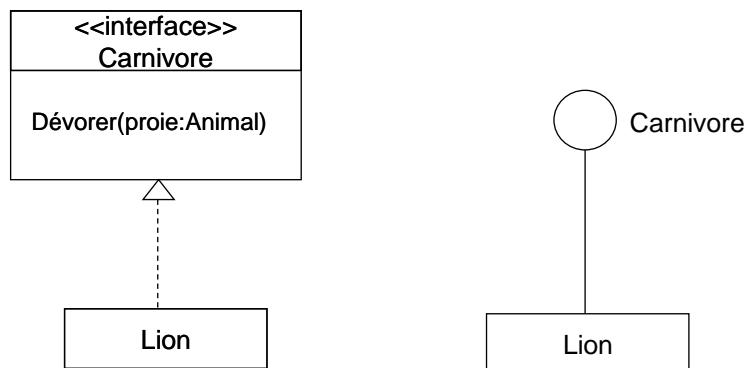 <<interface>>
Carnivore
Dévorer(proie:Animal)
Lion
Carnivore
Lion